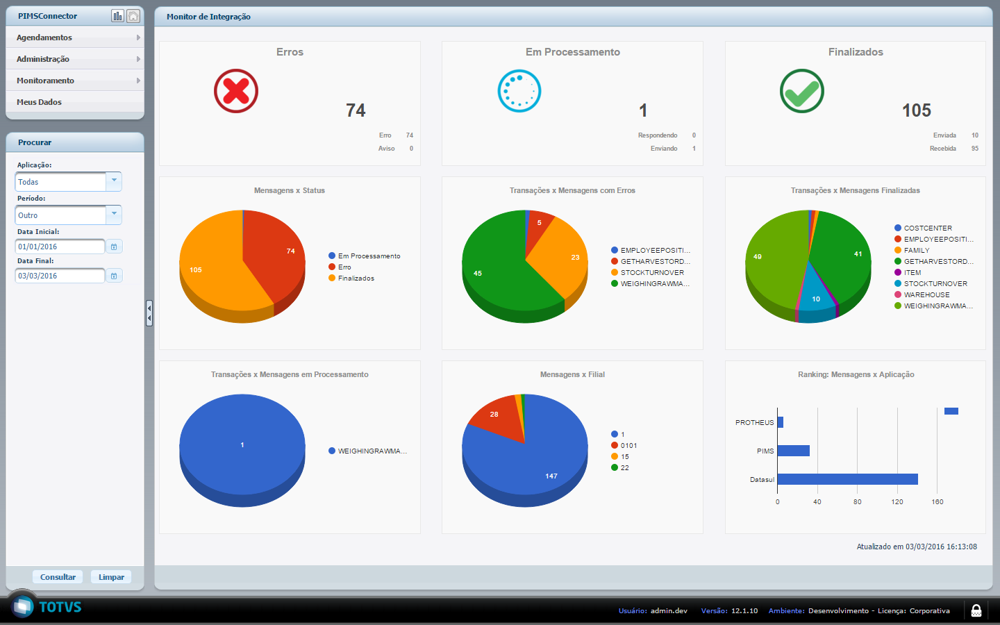 PIMSConnector
Agendamentos
Administração
Monitoramento
Meus Dados
Procurar
Aplicação:
Todas
Período:
Outro
Data Inicial:
01/01/2016
Data Final:
03/03/2016
Consultar Limpar
Monitor de Integração
Erros
74
Erro 74
Aviso 0
Em Processamento
1
Respondendo 0
Enviando 1
Finalizados
105
Enviada 10
Recebida 95
Mensagens x Status
74
105
Em Processamento
Erro
Finalizados
Transações x Mensagens com Erros
5
23
45
EMPLOYEEPOSITI...
GETHARVESTORD...
STOCKTURNOVER
WEIGHINGRAWMA...
Transações x Mensagens Finalizadas
49
41
10
COSTCENTER
EMPLOYEEPOSITI...
FAMILY
GETHARVESTORD...
ITEM
STOCKTURNOVER
WAREHOUSE
WEIGHINGRAWMA...
Transações x Mensagens em Processamento
1
WEIGHINGRAWMA...
Mensagens x Filial
28
147
1
0101
15
22
Ranking: Mensagens x Aplicação
PROTHEUS
PIMS
Datasul
0 40 80 120 160
Atualizado em 03/03/2016 16:13:08
TOTVS
Usuário: admin.dev Versão: 12.1.10 Ambiente: Desenvolvimento - Licença: Corporativa